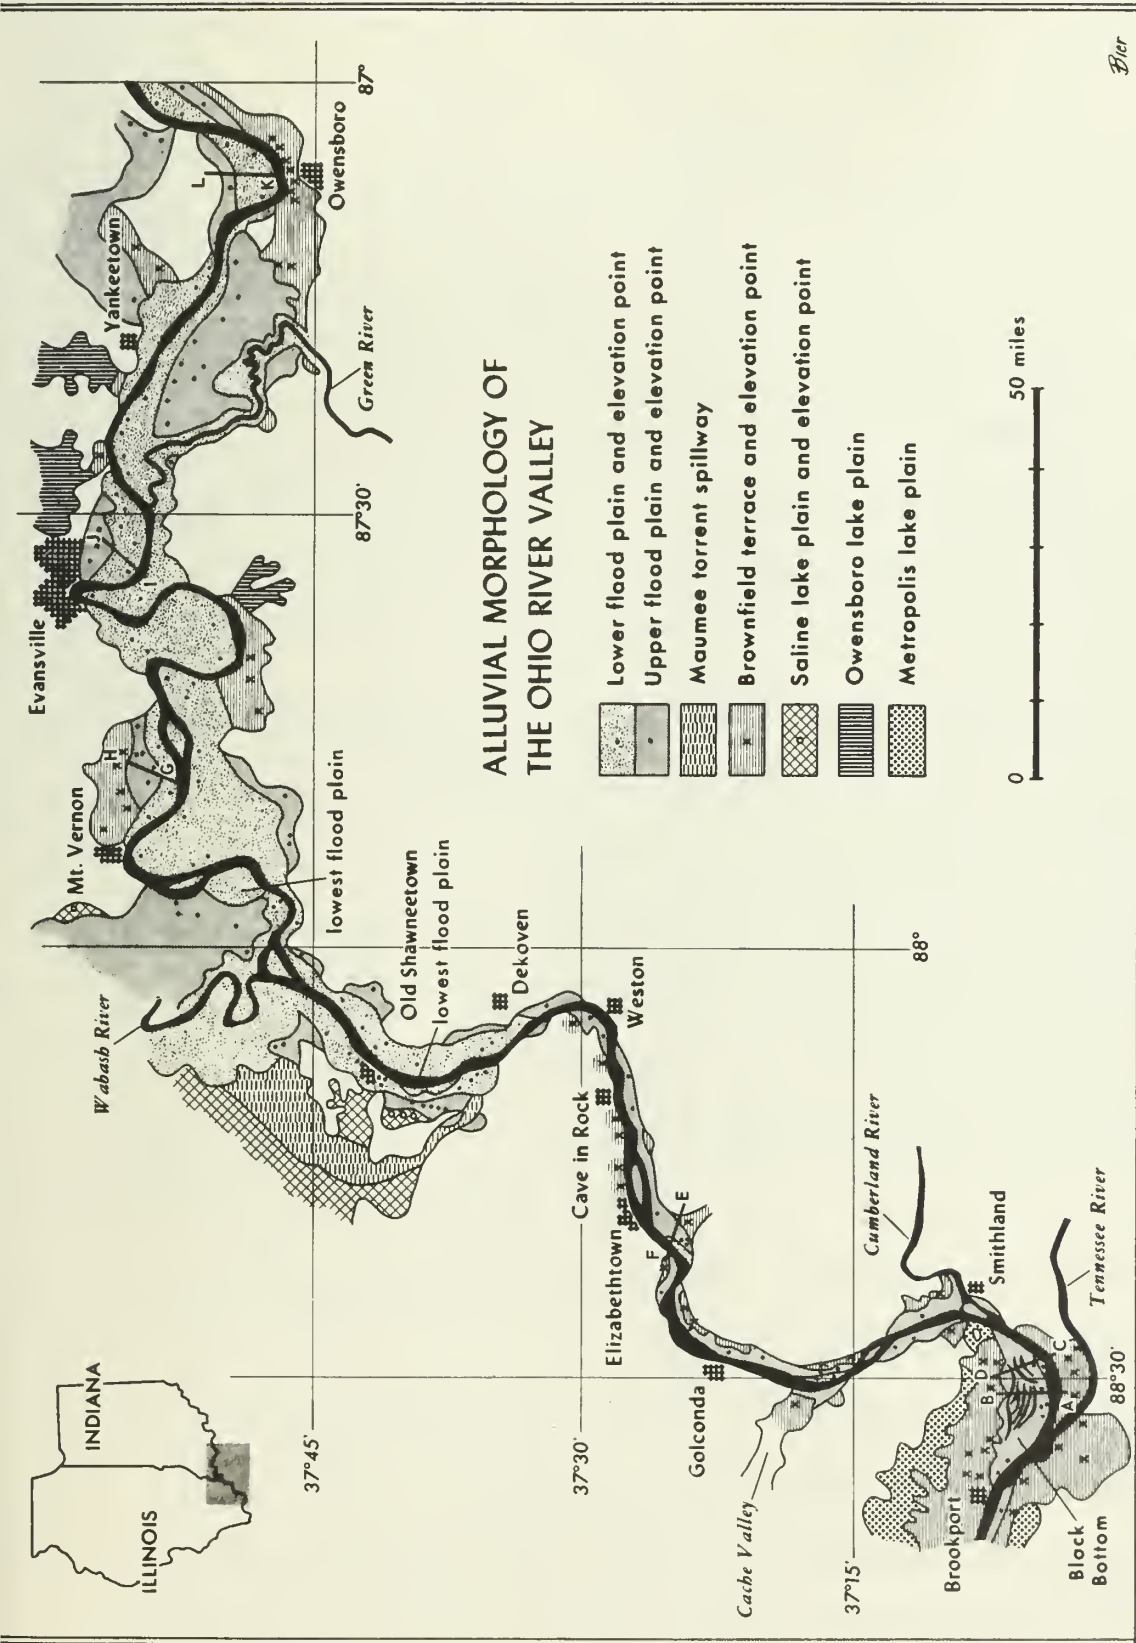 ALLUVIAL MORPHOLOGY OF
THE OHIO RIVER VALLEY
Lower flood plain and elevation point
Upper flood plain and elevation point
Maumee torrent spillway
Brownfield terrace and elevation point
Saline lake plain and elevation point
Owensboro lake plain
Metropolis lake plain
0
50 miles
ILLINOIS
INDIANA
37°45'
37°30'
37°15'
88°30'
88°
87°30'
87°
Wabash River
Mt. Vernon
H
G
Evansville
J
I
Yankeetown
L
K
Owensboro
Green River
lowest flood plain
Old Shawneetown
lowest flood plain
Dekoven
Weston
Cave in Rock
Elizabethtown
F
E
Golconda
Cache Valley
Cumberland River
Smithland
Tennessee River
Brookport
Black
Bottom
D
B
A
C
Bier